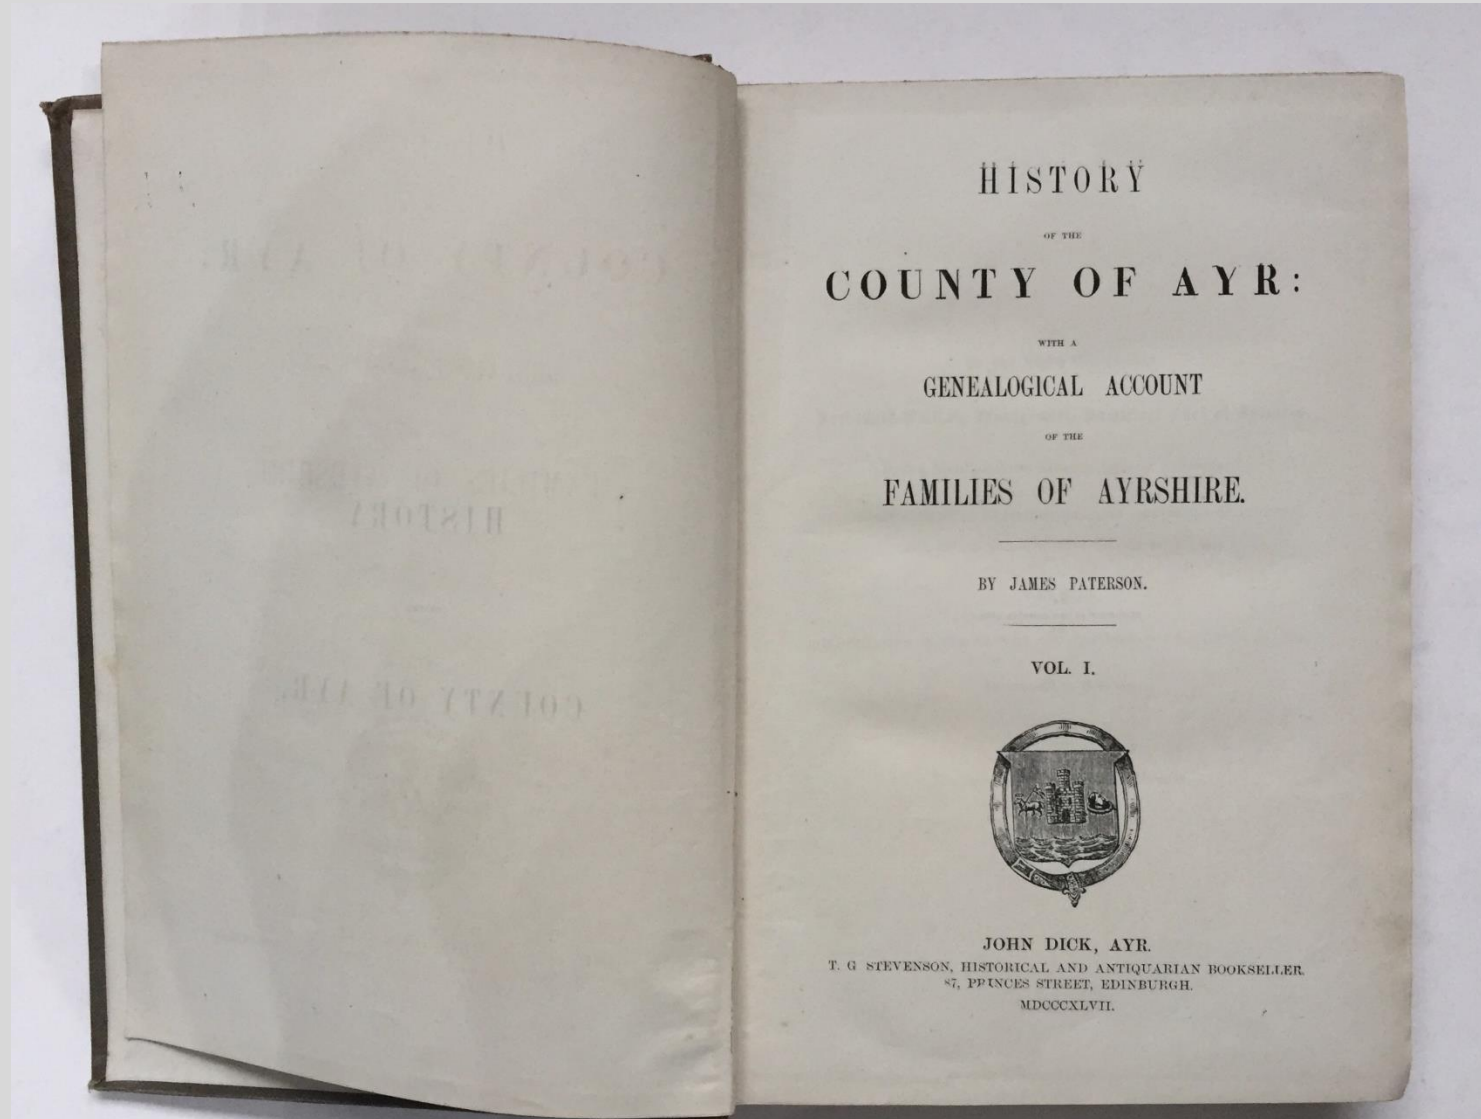 HISTORY
OF THE
COUNTY OF AYR:
WITH A
GENEALOGICAL ACCOUNT
OF THE
FAMILIES OF AYRSHIRE.
BY JAMES PATERSON.
VOL. I.
JOHN DICK, AYR.
T. G STEVENSON, HISTORICAL AND ANTIQUARIAN BOOKSELLER.
87, PRINCES STREET, EDINBURGH.
MDCCCXLVII.